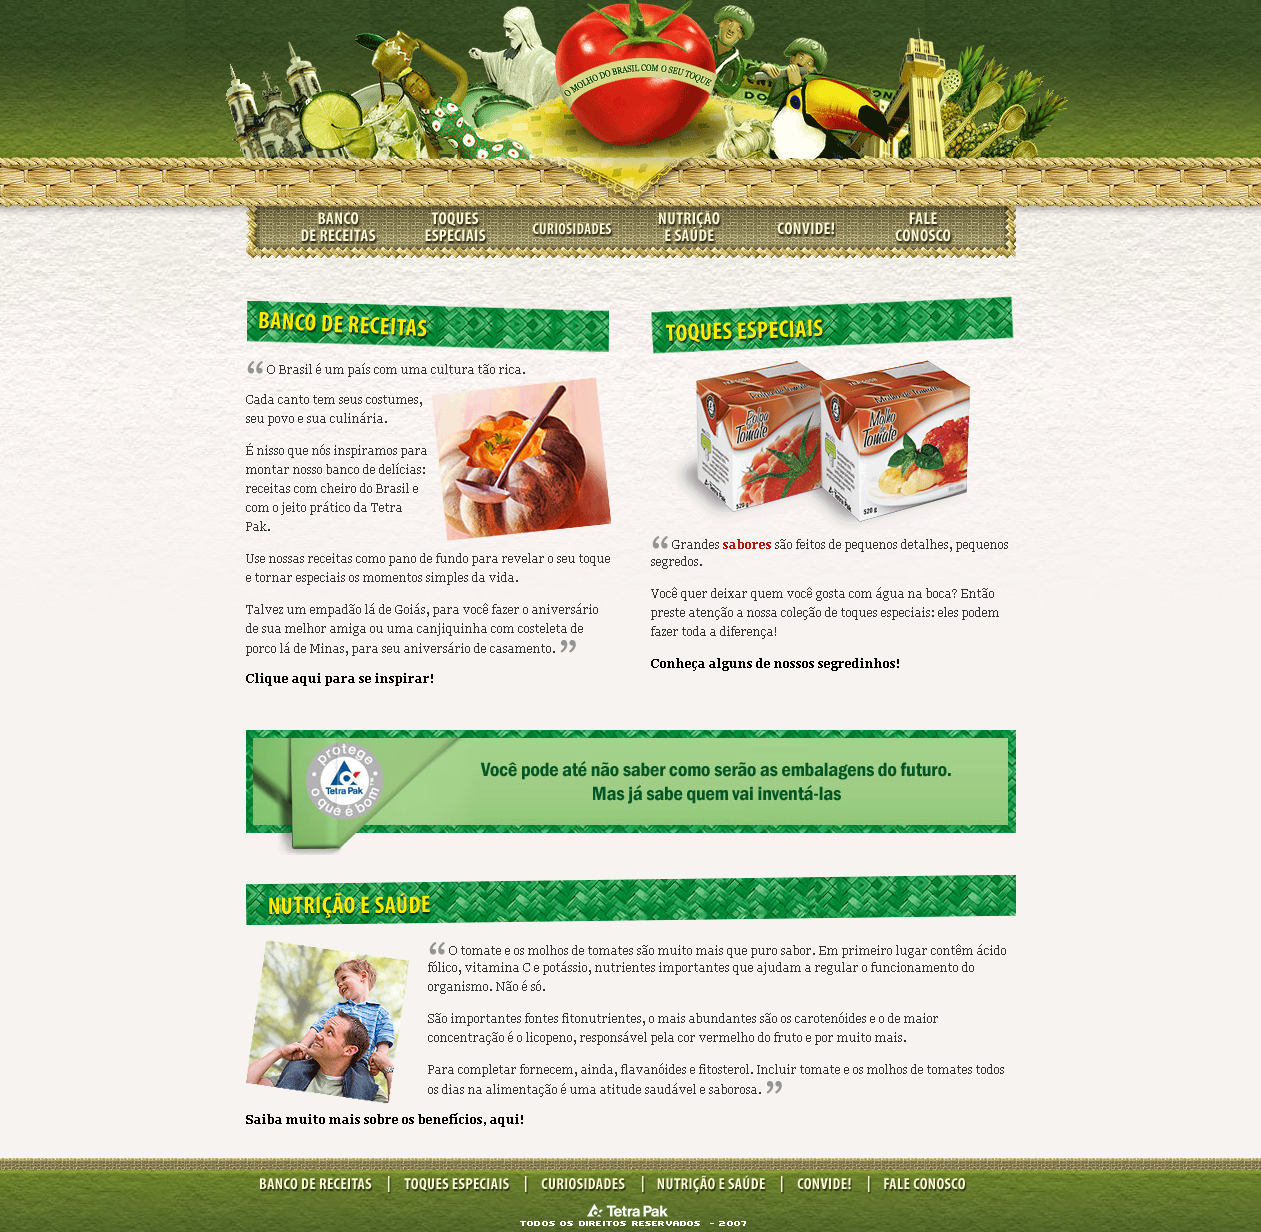 O MOLHO DO BRASIL COM O SEU TOQUE
BANCO
DE RECEITAS
TOQUES
ESPECIAIS
CURIOSIDADES
NUTRIÇÃO
E SAÚDE
CONVIDE!
FALE
CONOSCO
BANCO DE RECEITAS
“ O Brasil é um país com uma cultura tão rica.
Cada canto tem seus costumes,
seu povo e sua culinária.
É nisso que nós inspiramos para
montar nosso banco de delícias:
receitas com cheiro do Brasil e
com o jeito prático da Tetra
Pak.
Use nossas receitas como pano de fundo para revelar o seu toque
e tornar especiais os momentos simples da vida.
Talvez um empadão lá de Goiás, para você fazer o aniversário
de sua melhor amiga ou uma canjiquinha com costeleta de
porco lá de Minas, para seu aniversário de casamento. ”
Clique aqui para se inspirar!
TOQUES ESPECIAIS
Polpa de
Tomate
Tetra Pak
520 g
Molho de
Tomate
Tetra Pak
520 g
“ Grandes sabores são feitos de pequenos detalhes, pequenos
segredos.
Você quer deixar quem você gosta com água na boca? Então
preste atenção a nossa coleção de toques especiais: eles podem
fazer toda a diferença!
Conheça alguns de nossos segredinhos!
protege
o que é bom™
Tetra Pak
Você pode até não saber como serão as embalagens do futuro.
Mas já sabe quem vai inventá-las
NUTRIÇÃO E SAÚDE
“ O tomate e os molhos de tomates são muito mais que puro sabor. Em primeiro lugar contêm ácido
fólico, vitamina C e potássio, nutrientes importantes que ajudam a regular o funcionamento do
organismo. Não é só.
São importantes fontes fitonutrientes, o mais abundantes são os carotenóides e o de maior
concentração é o licopeno, responsável pela cor vermelho do fruto e por muito mais.
Para completar fornecem, ainda, flavanóides e fitosterol. Incluir tomate e os molhos de tomates todos
os dias na alimentação é uma atitude saudável e saborosa. ”
Saiba muito mais sobre os benefícios, aqui!
BANCO DE RECEITAS | TOQUES ESPECIAIS | CURIOSIDADES | NUTRIÇÃO E SAÚDE | CONVIDE! | FALE CONOSCO
Tetra Pak
TODOS OS DIREITOS RESERVADOS - 2007